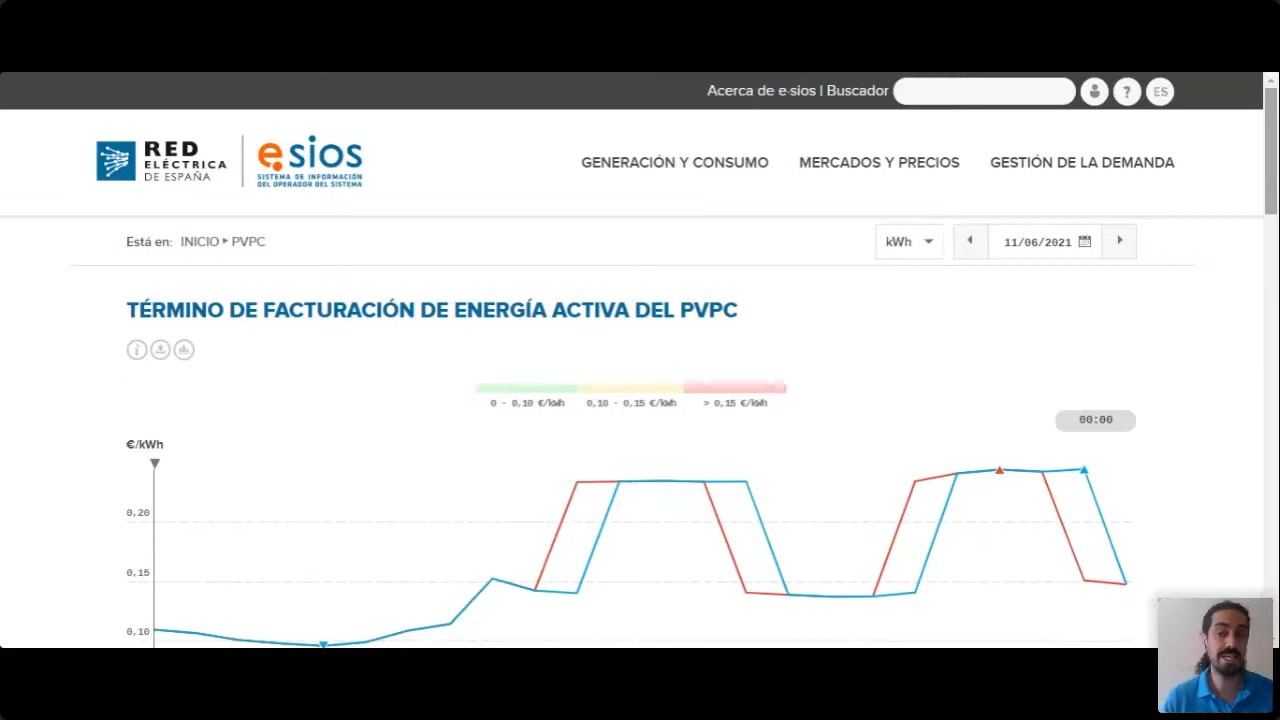 Acerca de e·sios | Buscador
ES
RED
ELÉCTRICA
DE ESPAÑA
e.sios
SISTEMA DE INFORMACIÓN
DEL OPERADOR DEL SISTEMA
GENERACIÓN Y CONSUMO MERCADOS Y PRECIOS GESTIÓN DE LA DEMANDA
Está en: INICIO PVPC
kWh
11/06/2021
TÉRMINO DE FACTURACIÓN DE ENERGÍA ACTIVA DEL PVPC
0 - 0,10 €/kWh 0,10 - 0,15 €/kWh > 0,15 €/kWh
00:00
€/kWh
0,20
0,15
0,10